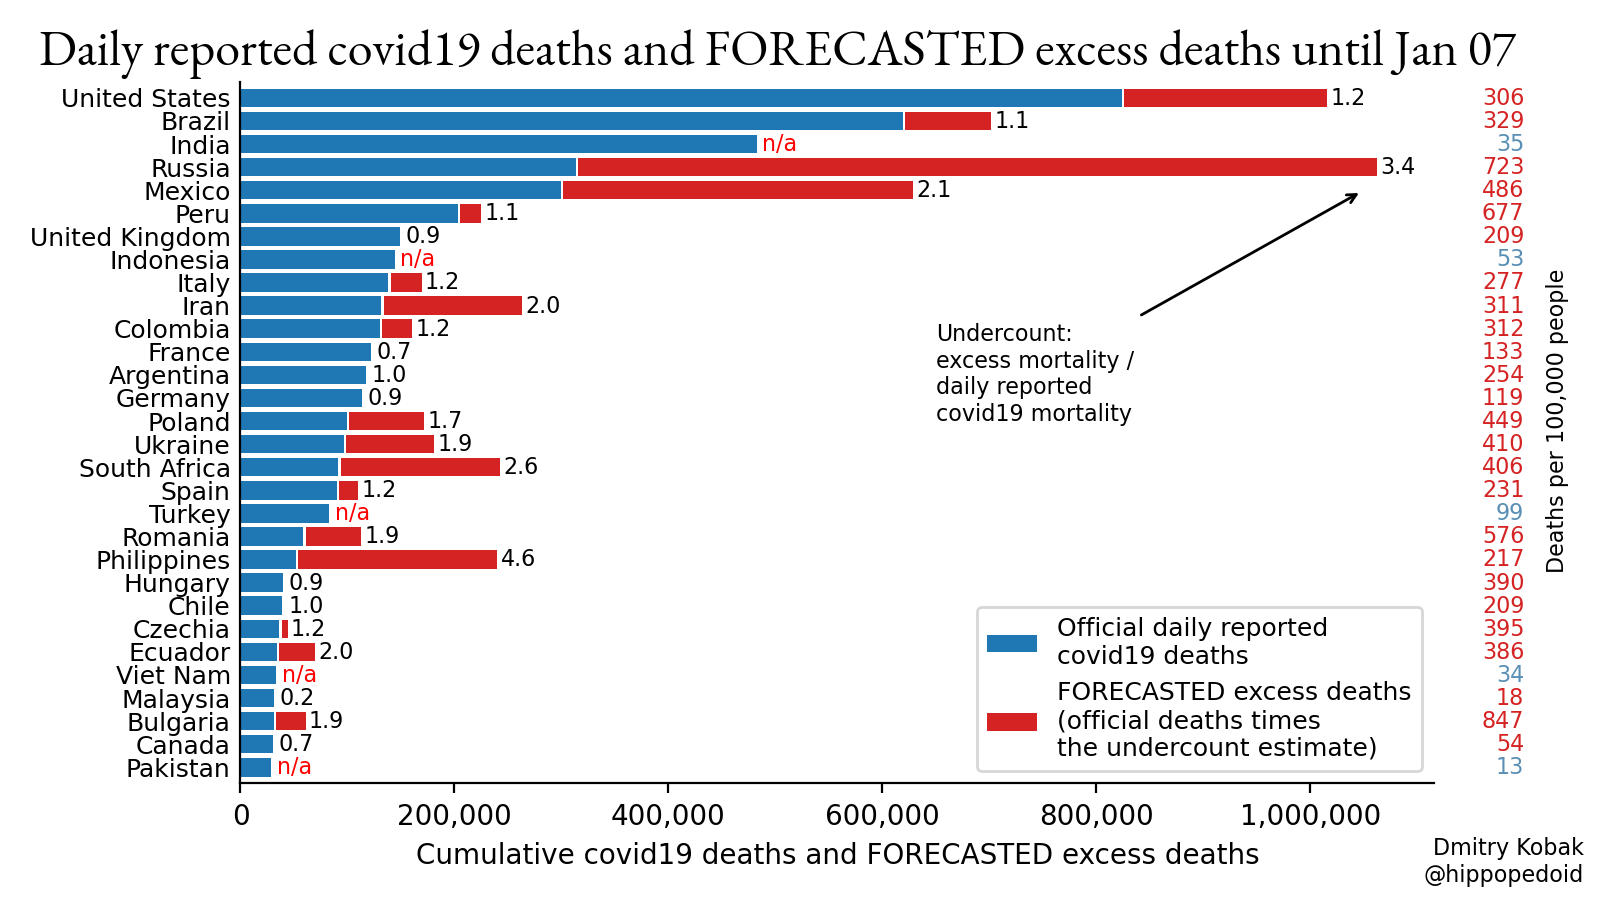 Daily reported covid19 deaths and FORECASTED excess deaths until Jan 07
United States 1.2 306
Brazil 1.1 329
India n/a 35
Russia 3.4 723
Mexico 2.1 486
Peru 1.1 677
United Kingdom 0.9 209
Indonesia n/a 53
Italy 1.2 277
Iran 2.0 311
Colombia 1.2 312
France 0.7 133
Argentina 1.0 254
Germany 0.9 119
Poland 1.7 449
Ukraine 1.9 410
South Africa 2.6 406
Spain 1.2 231
Turkey n/a 99
Romania 1.9 576
Philippines 4.6 217
Hungary 0.9 390
Chile 1.0 209
Czechia 1.2 395
Ecuador 2.0 386
Viet Nam n/a 34
Malaysia 0.2 18
Bulgaria 1.9 847
Canada 0.7 54
Pakistan n/a 13
Undercount:
excess mortality /
daily reported
covid19 mortality
Deaths per 100,000 people
Official daily reported
covid19 deaths
FORECASTED excess deaths
(official deaths times
the undercount estimate)
0 200,000 400,000 600,000 800,000 1,000,000
Cumulative covid19 deaths and FORECASTED excess deaths
Dmitry Kobak
@hippopedoid